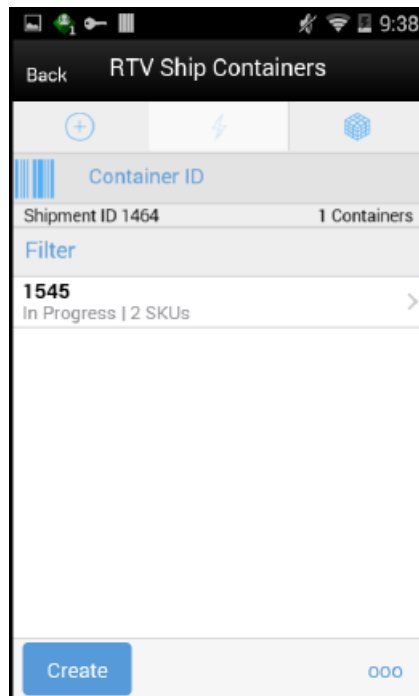 9:38
Back RTV Ship Containers
Container ID
Shipment ID 1464 1 Containers
Filter
1545
In Progress | 2 SKUs
Create ooo